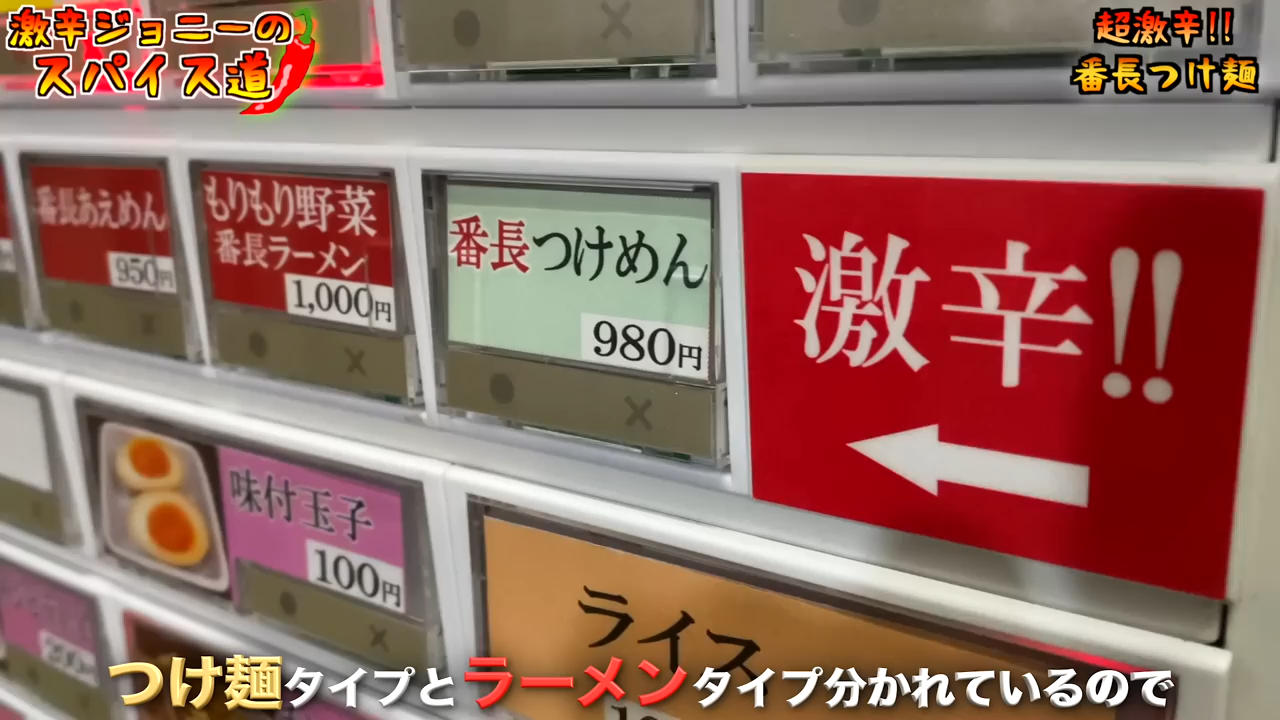 激辛ジョニーの
スパイス道
超激辛!!
番長つけ麺
番長あえめん
950円
もりもり野菜
番長ラーメン
1,000円
番長つけめん
980円
激辛!!
味付玉子
100円
ライス
200円
つけ麺タイプとラーメンタイプ分かれているので